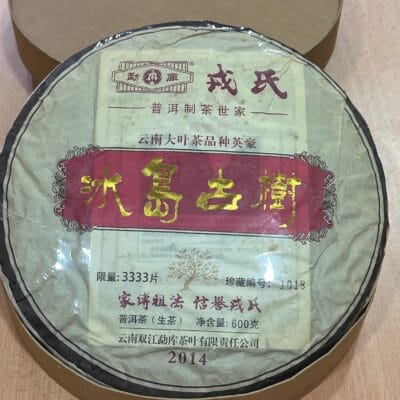 勐库 戎氏
普洱制茶世家
云南大叶茶品种英豪
冰島古樹
限量:3333片 珍藏编号: 1018
家传祖法 信誉戎氏
普洱茶(生茶) 净含量:600克
云南双江勐库茶叶有限责任公司
2014